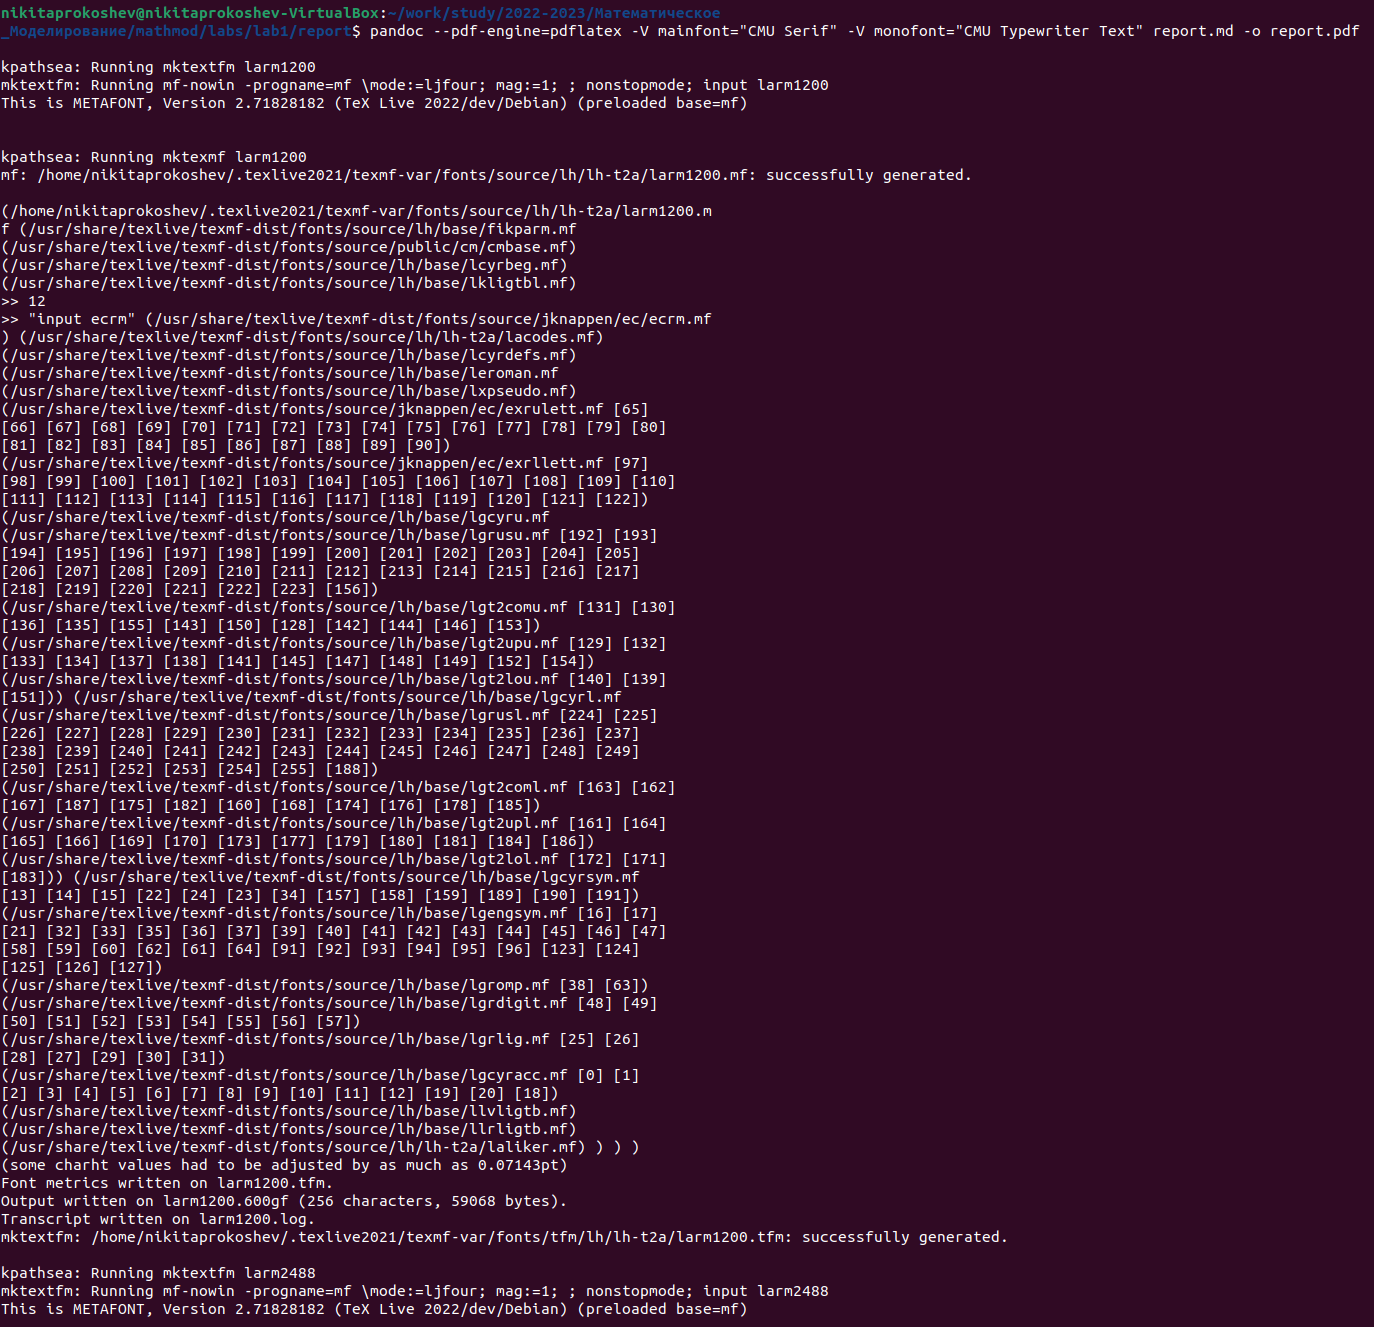 nikitaprokoshev@nikitaprokoshev-VirtualBox:~/work/study/2022-2023/Математическое
_Моделирование/mathmod/labs/lab1/report$ pandoc --pdf-engine=pdflatex -V mainfont="CMU Serif" -V monofont="CMU Typewriter Text" report.md -o report.pdf
kpathsea: Running mktextfm larm1200
mktextfm: Running mf-nowin -progname=mf \mode:=ljfour; mag:=1; ; nonstopmode; input larm1200
This is METAFONT, Version 2.71828182 (TeX Live 2022/dev/Debian) (preloaded base=mf)
kpathsea: Running mktexmf larm1200
mf: /home/nikitaprokoshev/.texlive2021/texmf-var/fonts/source/lh/lh-t2a/larm1200.mf: successfully generated.
(/home/nikitaprokoshev/.texlive2021/texmf-var/fonts/source/lh/lh-t2a/larm1200.m
f (/usr/share/texlive/texmf-dist/fonts/source/lh/base/fikparm.mf
(/usr/share/texlive/texmf-dist/fonts/source/public/cm/cmbase.mf)
(/usr/share/texlive/texmf-dist/fonts/source/lh/base/lcyrbeg.mf)
(/usr/share/texlive/texmf-dist/fonts/source/lh/base/lkligtbl.mf)
>> 12
>> "input ecrm" (/usr/share/texlive/texmf-dist/fonts/source/jknappen/ec/ecrm.mf
) (/usr/share/texlive/texmf-dist/fonts/source/lh/lh-t2a/lacodes.mf)
(/usr/share/texlive/texmf-dist/fonts/source/lh/base/lcyrdefs.mf)
(/usr/share/texlive/texmf-dist/fonts/source/lh/base/leroman.mf
(/usr/share/texlive/texmf-dist/fonts/source/lh/base/lxpseudo.mf)
(/usr/share/texlive/texmf-dist/fonts/source/jknappen/ec/exrulett.mf [65]
[66] [67] [68] [69] [70] [71] [72] [73] [74] [75] [76] [77] [78] [79] [80]
[81] [82] [83] [84] [85] [86] [87] [88] [89] [90])
(/usr/share/texlive/texmf-dist/fonts/source/jknappen/ec/exrllett.mf [97]
[98] [99] [100] [101] [102] [103] [104] [105] [106] [107] [108] [109] [110]
[111] [112] [113] [114] [115] [116] [117] [118] [119] [120] [121] [122])
(/usr/share/texlive/texmf-dist/fonts/source/lh/base/lgcyru.mf
(/usr/share/texlive/texmf-dist/fonts/source/lh/base/lgrusu.mf [192] [193]
[194] [195] [196] [197] [198] [199] [200] [201] [202] [203] [204] [205]
[206] [207] [208] [209] [210] [211] [212] [213] [214] [215] [216] [217]
[218] [219] [220] [221] [222] [223] [156])
(/usr/share/texlive/texmf-dist/fonts/source/lh/base/lgt2comu.mf [131] [130]
[136] [135] [155] [143] [150] [128] [142] [144] [146] [153])
(/usr/share/texlive/texmf-dist/fonts/source/lh/base/lgt2upu.mf [129] [132]
[133] [134] [137] [138] [141] [145] [147] [148] [149] [152] [154])
(/usr/share/texlive/texmf-dist/fonts/source/lh/base/lgt2lou.mf [140] [139]
[151])) (/usr/share/texlive/texmf-dist/fonts/source/lh/base/lgcyrl.mf
(/usr/share/texlive/texmf-dist/fonts/source/lh/base/lgrusl.mf [224] [225]
[226] [227] [228] [229] [230] [231] [232] [233] [234] [235] [236] [237]
[238] [239] [240] [241] [242] [243] [244] [245] [246] [247] [248] [249]
[250] [251] [252] [253] [254] [255] [188])
(/usr/share/texlive/texmf-dist/fonts/source/lh/base/lgt2coml.mf [163] [162]
[167] [187] [175] [182] [160] [168] [174] [176] [178] [185])
(/usr/share/texlive/texmf-dist/fonts/source/lh/base/lgt2upl.mf [161] [164]
[165] [166] [169] [170] [173] [177] [179] [180] [181] [184] [186])
(/usr/share/texlive/texmf-dist/fonts/source/lh/base/lgt2lol.mf [172] [171]
[183])) (/usr/share/texlive/texmf-dist/fonts/source/lh/base/lgcyrsym.mf
[13] [14] [15] [22] [24] [23] [34] [157] [158] [159] [189] [190] [191])
(/usr/share/texlive/texmf-dist/fonts/source/lh/base/lgengsym.mf [16] [17]
[21] [32] [33] [35] [36] [37] [39] [40] [41] [42] [43] [44] [45] [46] [47]
[58] [59] [60] [62] [61] [64] [91] [92] [93] [94] [95] [96] [123] [124]
[125] [126] [127])
(/usr/share/texlive/texmf-dist/fonts/source/lh/base/lgromp.mf [38] [63])
(/usr/share/texlive/texmf-dist/fonts/source/lh/base/lgrdigit.mf [48] [49]
[50] [51] [52] [53] [54] [55] [56] [57])
(/usr/share/texlive/texmf-dist/fonts/source/lh/base/lgrlig.mf [25] [26]
[28] [27] [29] [30] [31])
(/usr/share/texlive/texmf-dist/fonts/source/lh/base/lgcyracc.mf [0] [1]
[2] [3] [4] [5] [6] [7] [8] [9] [10] [11] [12] [19] [20] [18])
(/usr/share/texlive/texmf-dist/fonts/source/lh/base/llvligtb.mf)
(/usr/share/texlive/texmf-dist/fonts/source/lh/base/llrligtb.mf)
(/usr/share/texlive/texmf-dist/fonts/source/lh/lh-t2a/laliker.mf) ) ) )
(some charht values had to be adjusted by as much as 0.07143pt)
Font metrics written on larm1200.tfm.
Output written on larm1200.600gf (256 characters, 59068 bytes).
Transcript written on larm1200.log.
mktextfm: /home/nikitaprokoshev/.texlive2021/texmf-var/fonts/tfm/lh/lh-t2a/larm1200.tfm: successfully generated.
kpathsea: Running mktextfm larm2488
mktextfm: Running mf-nowin -progname=mf \mode:=ljfour; mag:=1; ; nonstopmode; input larm2488
This is METAFONT, Version 2.71828182 (TeX Live 2022/dev/Debian) (preloaded base=mf)